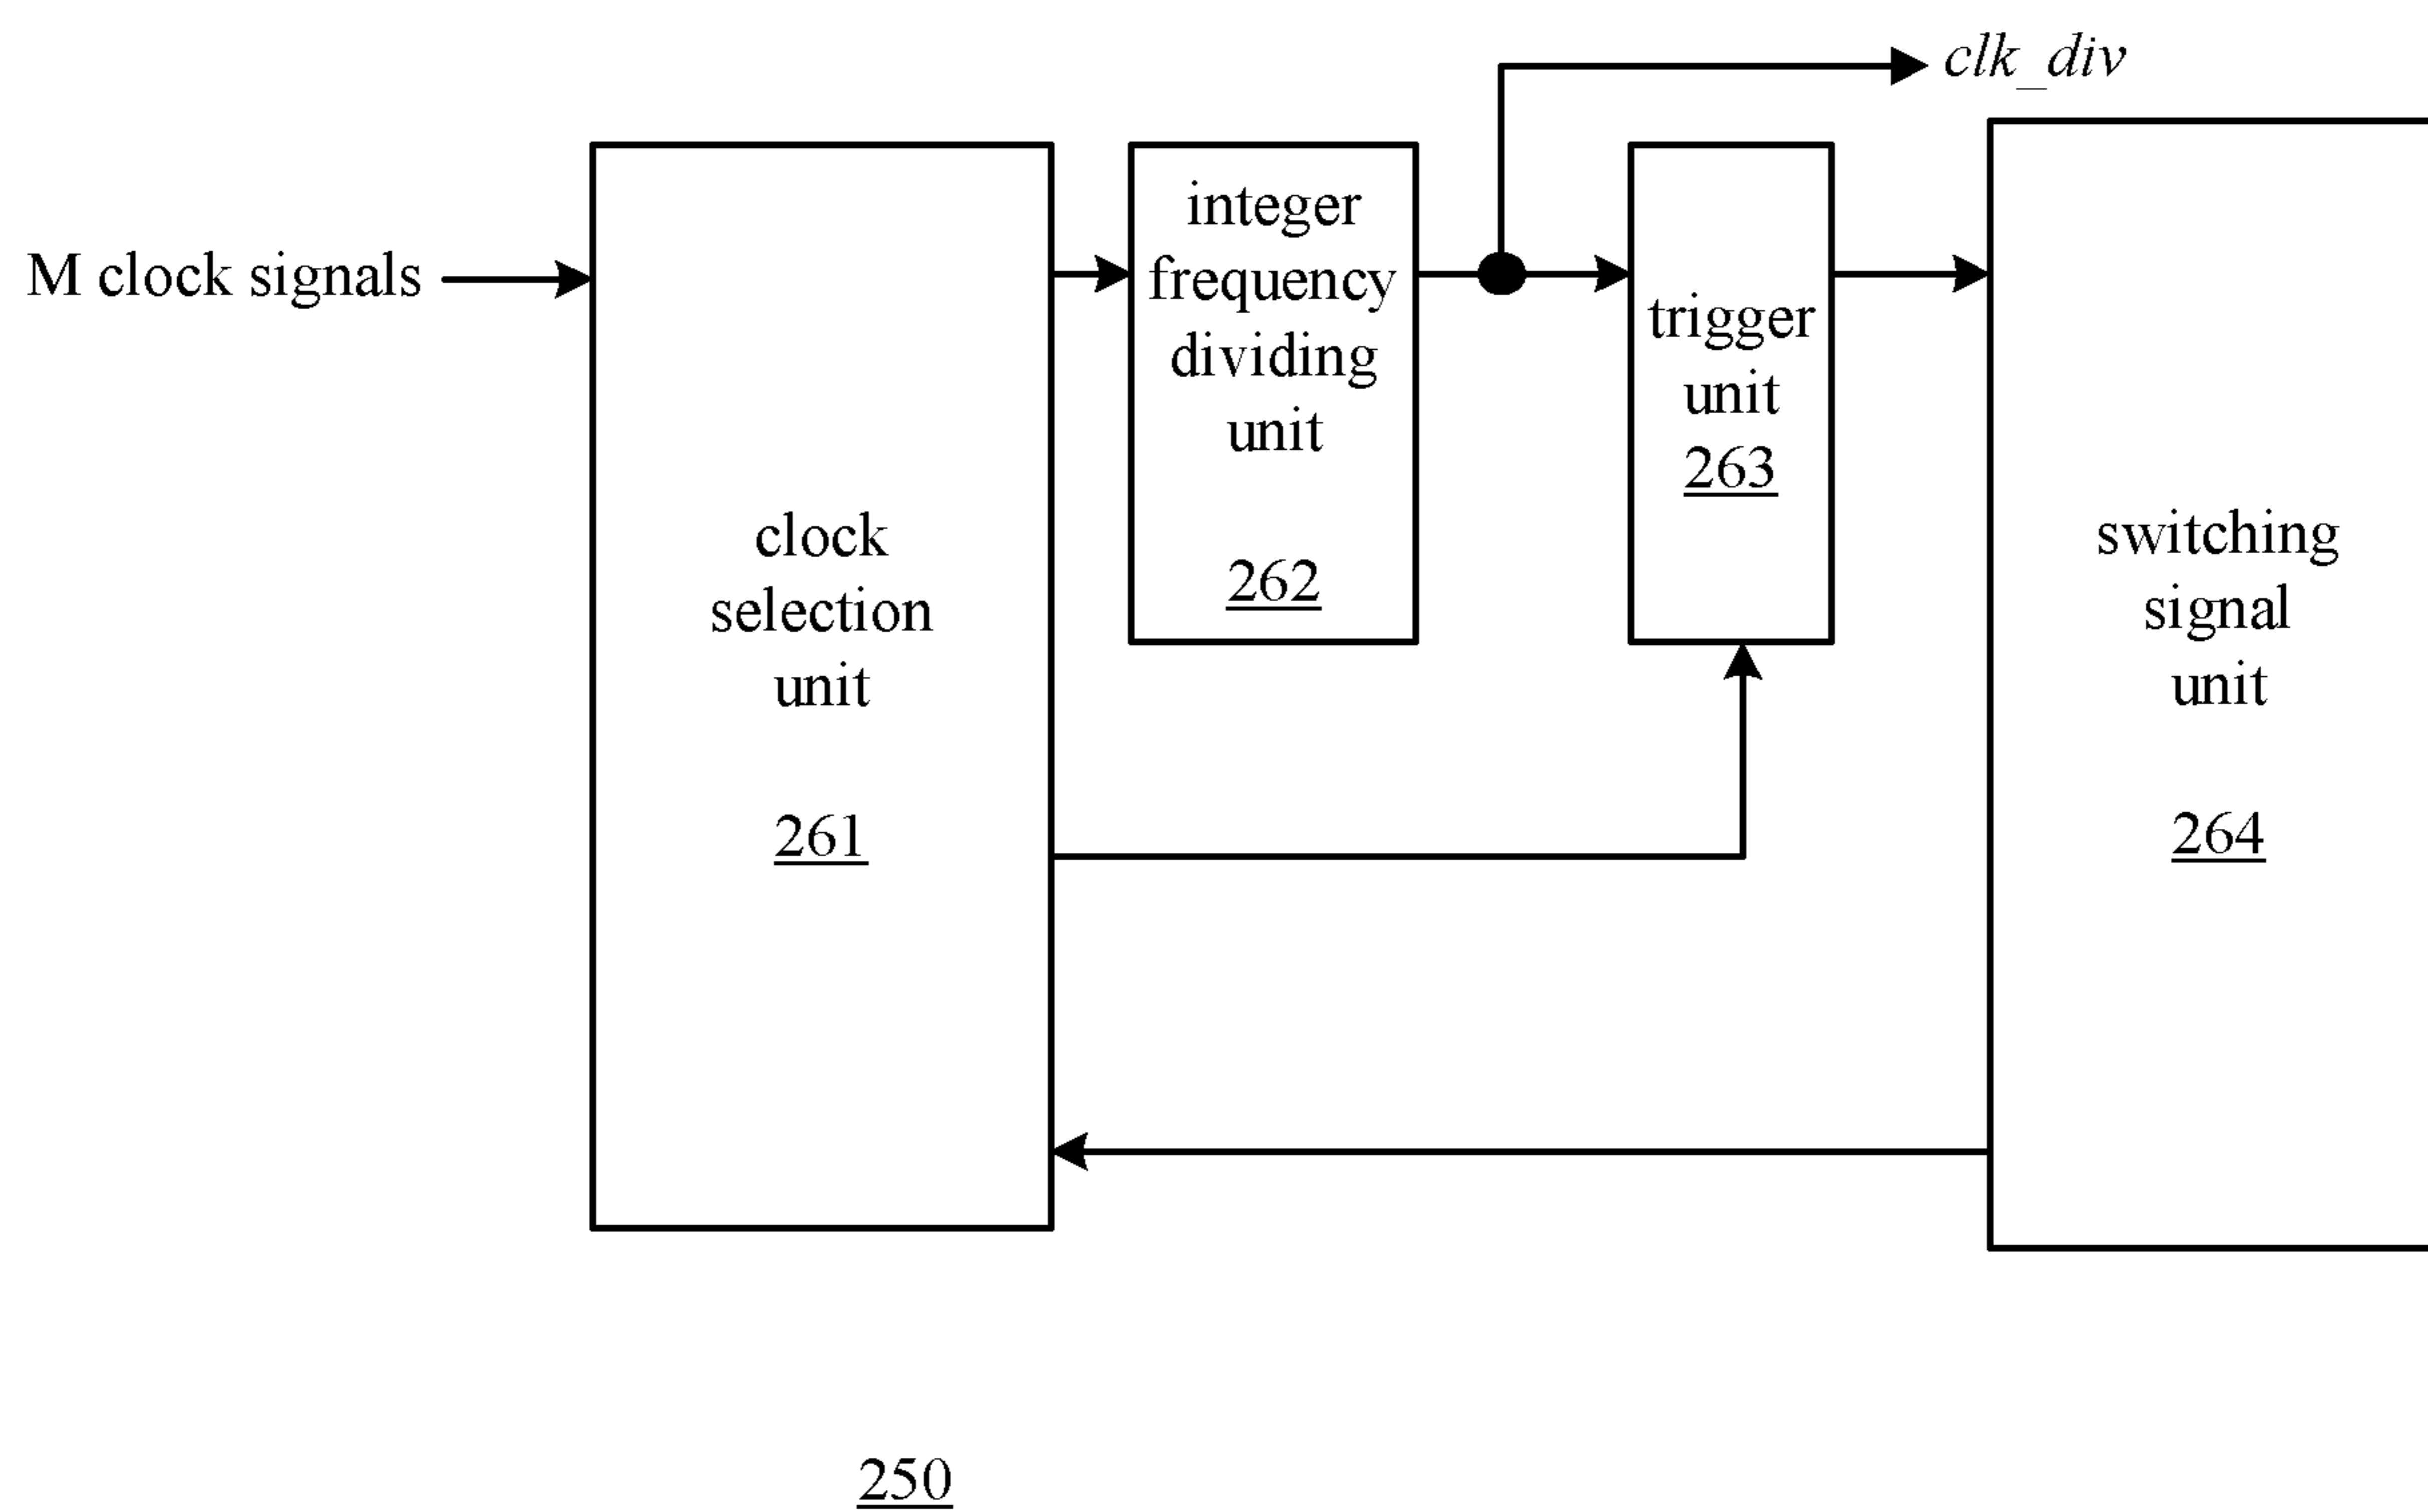 clk_div
M clock signals
integer
frequency
dividing
unit
262
trigger
unit
263
clock
selection
unit
261
switching
signal
unit
264
250